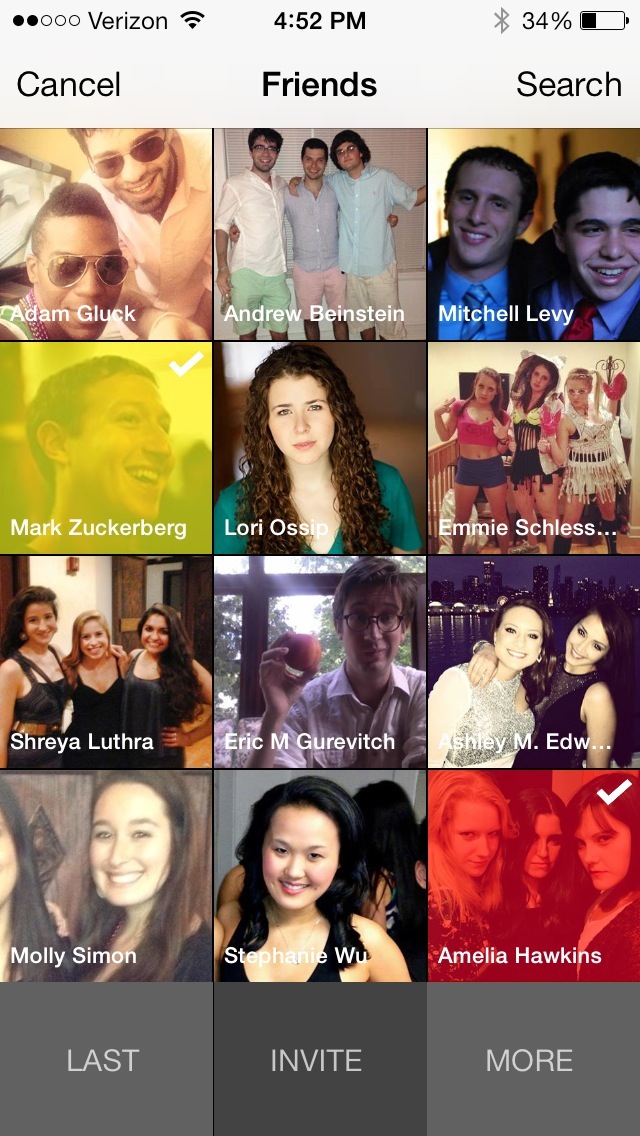 Verizon 4:52 PM 34%
Cancel Friends Search
Adam Gluck Andrew Beinstein Mitchell Levy
Mark Zuckerberg Lori Ossip Emmie Schless...
Shreya Luthra Eric M Gurevitch Ashley M. Edw...
Molly Simon Stephanie Wu Amelia Hawkins
LAST INVITE MORE